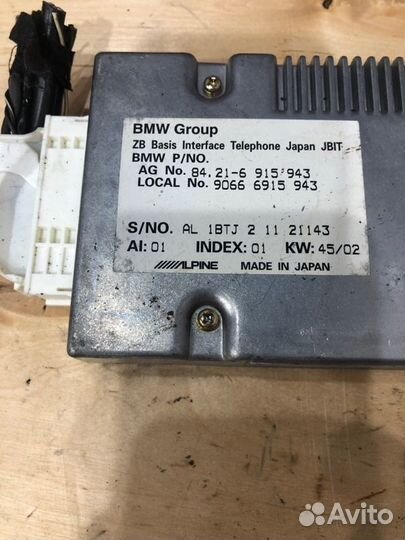 BMW Group
ZB Basis Interface Telephone Japan JBIT
BMW P/NO.
AG No. 84.21-6 915 943
LOCAL No. 9066 6915 943
S/NO. AL 1BTJ 2 11 21143
AI: 01 INDEX: 01 KW: 45/02
ALPINE MADE IN JAPAN
Avito